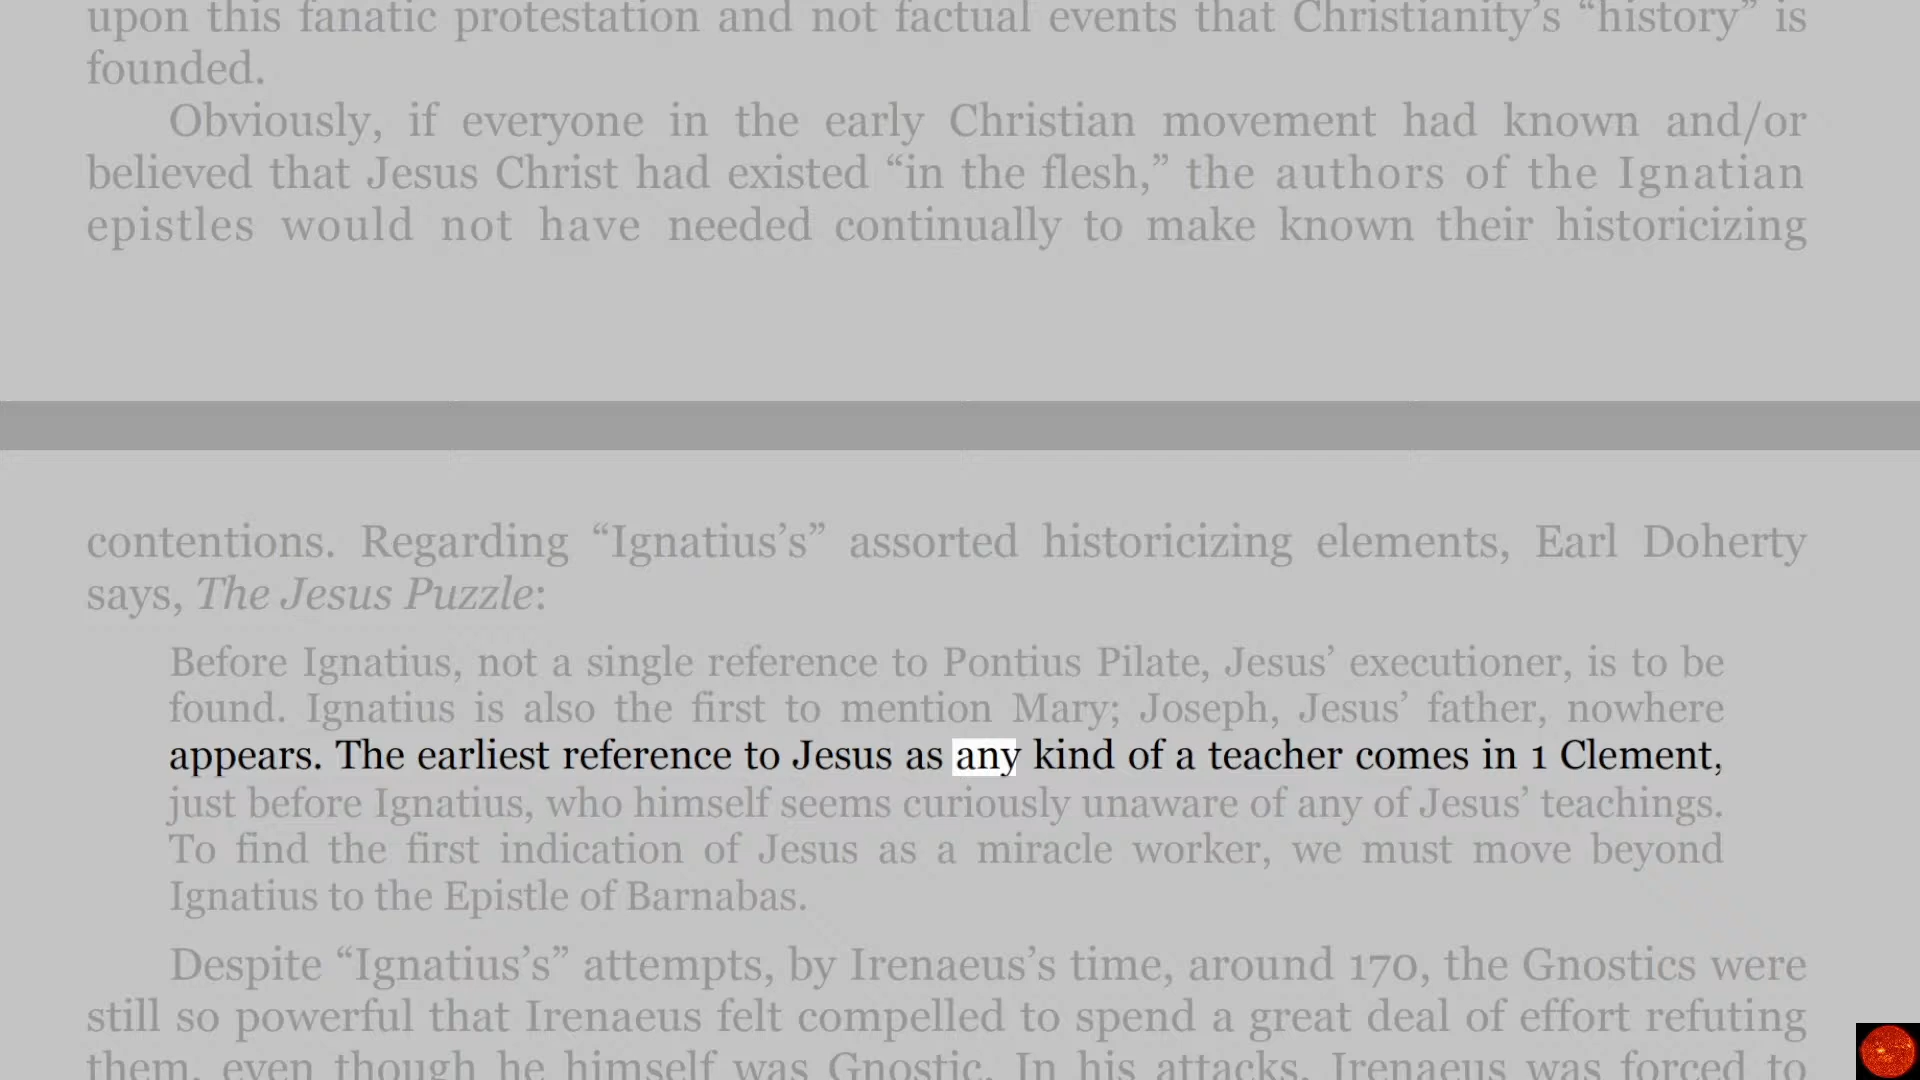 upon this fanatic protestation and not factual events that Christianity’s “history” is
founded.
Obviously, if everyone in the early Christian movement had known and/or
believed that Jesus Christ had existed “in the flesh,” the authors of the Ignatian
epistles would not have needed continually to make known their historicizing
contentions. Regarding “Ignatius’s” assorted historicizing elements, Earl Doherty
says, The Jesus Puzzle:
Before Ignatius, not a single reference to Pontius Pilate, Jesus’ executioner, is to be
found. Ignatius is also the first to mention Mary; Joseph, Jesus’ father, nowhere
appears. The earliest reference to Jesus as any kind of a teacher comes in 1 Clement,
just before Ignatius, who himself seems curiously unaware of any of Jesus’ teachings.
To find the first indication of Jesus as a miracle worker, we must move beyond
Ignatius to the Epistle of Barnabas.
Despite “Ignatius’s” attempts, by Irenaeus’s time, around 170, the Gnostics were
still so powerful that Irenaeus felt compelled to spend a great deal of effort refuting
them, even though he himself was Gnostic. In his attacks, Irenaeus was forced to